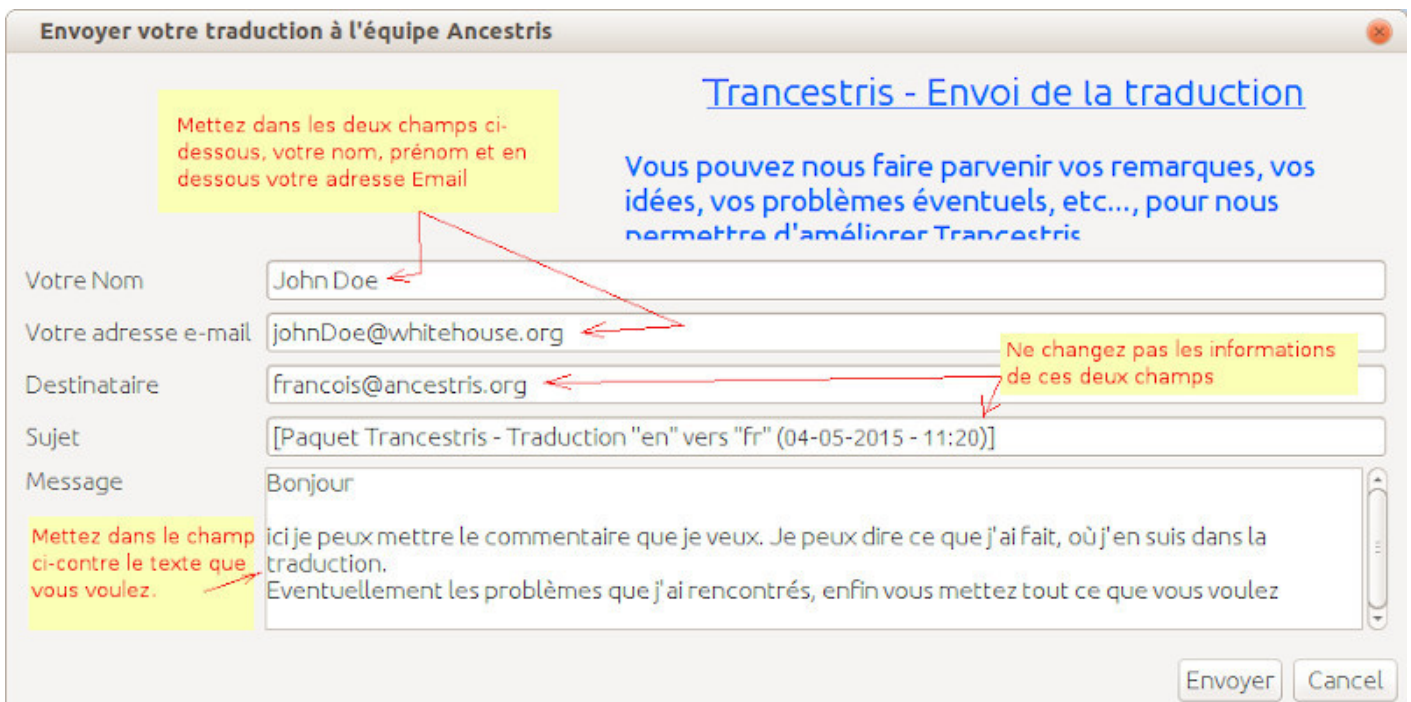 Envoyer votre traduction à l'équipe Ancestris
Trancestris - Envoi de la traduction
Mettez dans les deux champs ci-
dessous, votre nom, prénom et en
dessous votre adresse Email
Vous pouvez nous faire parvenir vos remarques, vos
idées, vos problèmes éventuels, etc..., pour nous
permettre d'améliorer Trancestris
Votre Nom
John Doe
Votre adresse e-mail
johnDoe@whitehouse.org
Ne changez pas les informations
de ces deux champs
Destinataire
francois@ancestris.org
Sujet
[Paquet Trancestris - Traduction "en" vers "fr" (04-05-2015 - 11:20)]
Message
Bonjour
Mettez dans le champ
ci-contre le texte que
vous voulez.
ici je peux mettre le commentaire que je veux. Je peux dire ce que j'ai fait, où j'en suis dans la
traduction.
Eventuellement les problèmes que j'ai rencontrés, enfin vous mettez tout ce que vous voulez
Envoyer
Cancel